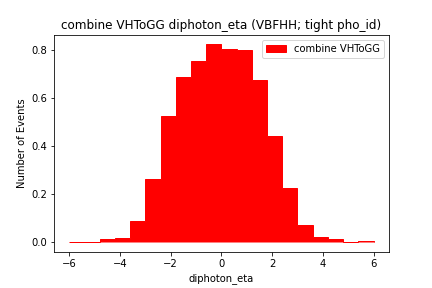 combine VHToGG diphoton_eta (VBFHH; tight pho_id)
combine VHToGG
Number of Events
0.8
0.6
0.4
0.2
0.0
−6 −4 −2 0 2 4 6
diphoton_eta